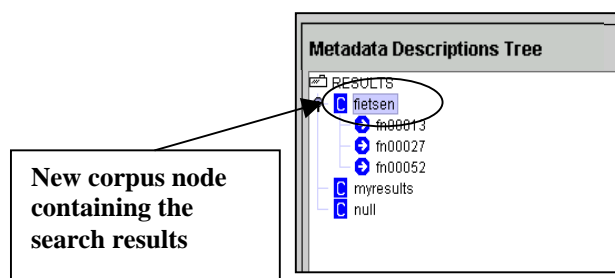 Metadata Descriptions Tree
RESULTS
C fietsen
fn00013
fn00027
fn00052
C myresults
C null
New corpus node
containing the
search results